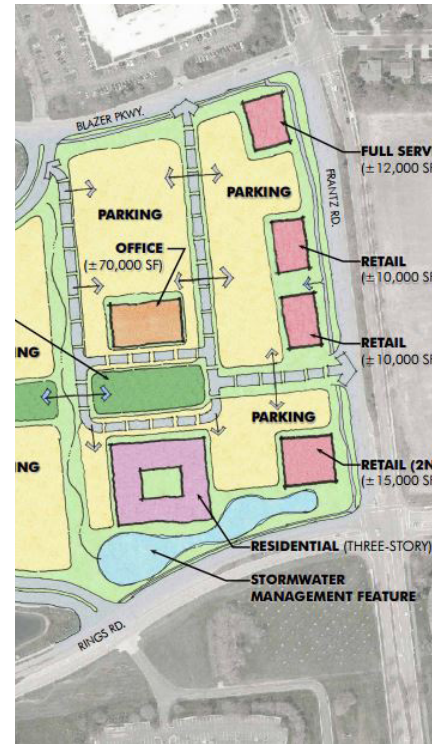 BLAZER PKWY.
FULL SERV
(±12,000 SF
PARKING
PARKING
FRANTZ RD.
OFFICE
(±70,000 SF)
RETAIL
(±10,000 SF
RETAIL
(±10,000 SF
NG
PARKING
NG
RETAIL (2N
(±15,000 SF
RESIDENTIAL (THREE-STORY)
STORMWATER
MANAGEMENT FEATURE
RINGS RD.